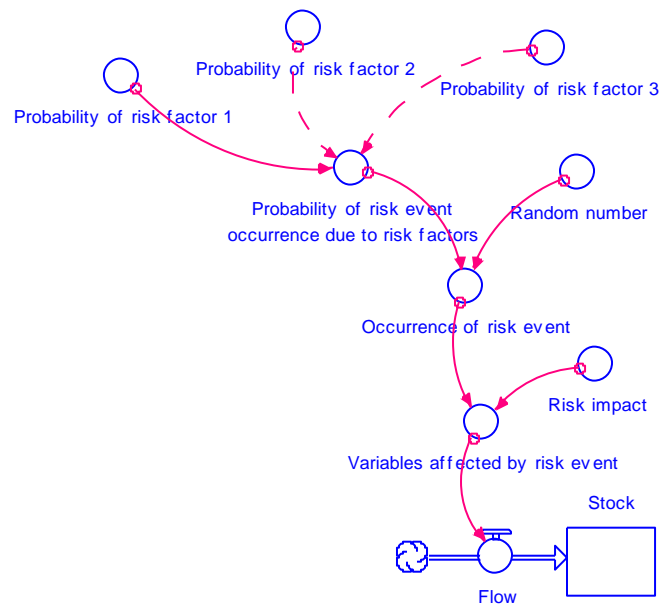 Probability of risk factor 2
Probability of risk factor 3
Probability of risk factor 1
Probability of risk event
occurrence due to risk factors
Random number
Occurrence of risk event
Risk impact
Variables affected by risk event
Stock
Flow